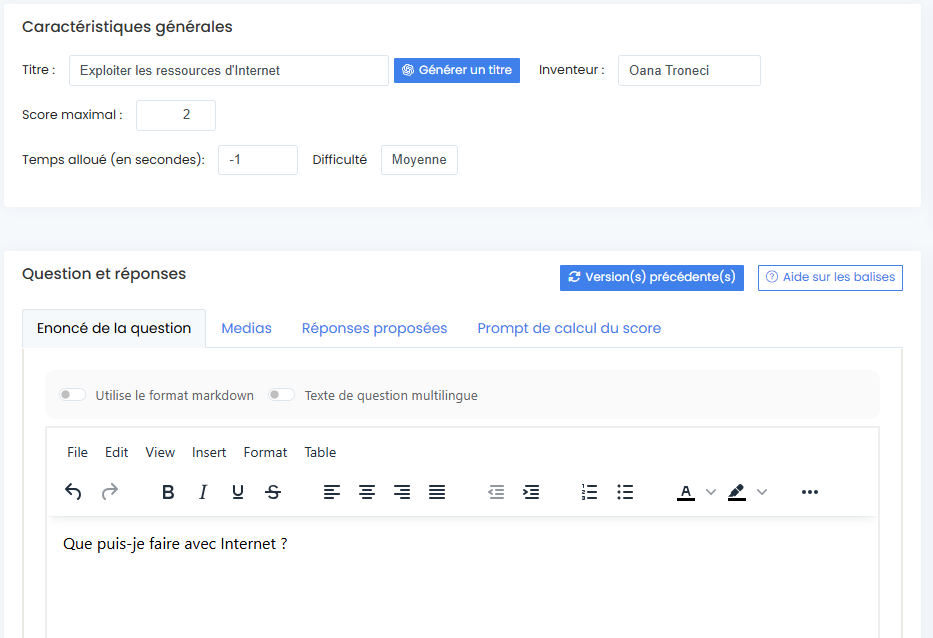 Caractéristiques générales
Titre : Exploiter les ressources d'Internet Générer un titre Inventeur : Oana Troneci
Score maximal : 2
Temps alloué (en secondes): -1 Difficulté Moyenne
Question et réponses Version(s) précédente(s) Aide sur les balises
Enoncé de la question Medias Réponses proposées Prompt de calcul du score
Utilise le format markdown Texte de question multilingue
File Edit View Insert Format Table
B I U S A
Que puis-je faire avec Internet ?